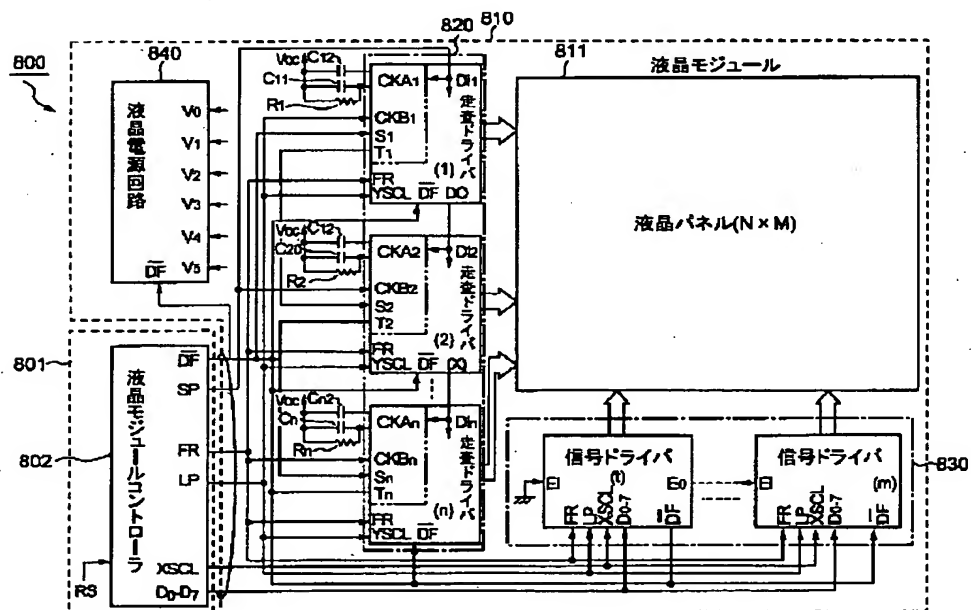 800
840
820
810
811
液晶モジュール
液晶電源回路
V0
V1
V2
V3
V4
V5
DF
Vcc C12
C11
R1
CKA1
DI1
CKB1
S1
T1
走査ドライバ
(1)
FR
YSCL DF DO
液晶パネル(N×M)
Vcc C12
C20
R2
CKA2
DI2
CKB2
S2
T2
走査ドライバ
(2)
FR
YSCL DF DO
801
802
液晶モジュールコントローラ
DF
SP
FR
LP
XSCL
D0-D7
RS
Vcc Cn2
Cn
Rn
CKAn
DIn
CKBn
Sn
Tn
走査ドライバ
(n)
FR
YSCL DF
信号ドライバ
EI
E0
FR
LP
XSCL
D0-7
DF
信号ドライバ
EI
(m)
FR
LP
XSCL
D0-7
DF
830